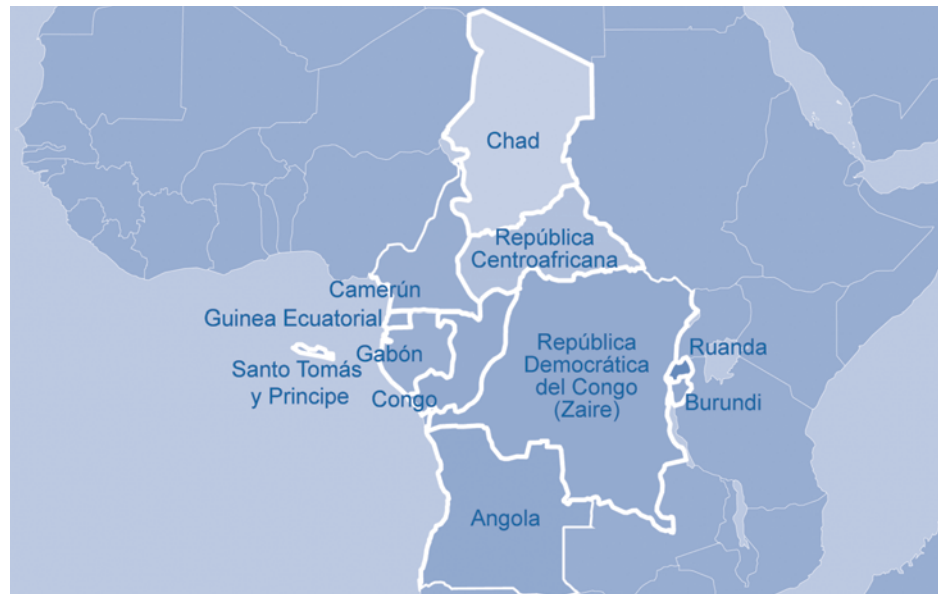 Chad
República
Centroafricana
Camerún
Guinea Ecuatorial
Santo Tomás
y Principe
Gabón
Congo
República
Democrática
del Congo
(Zaire)
Ruanda
Burundi
Angola